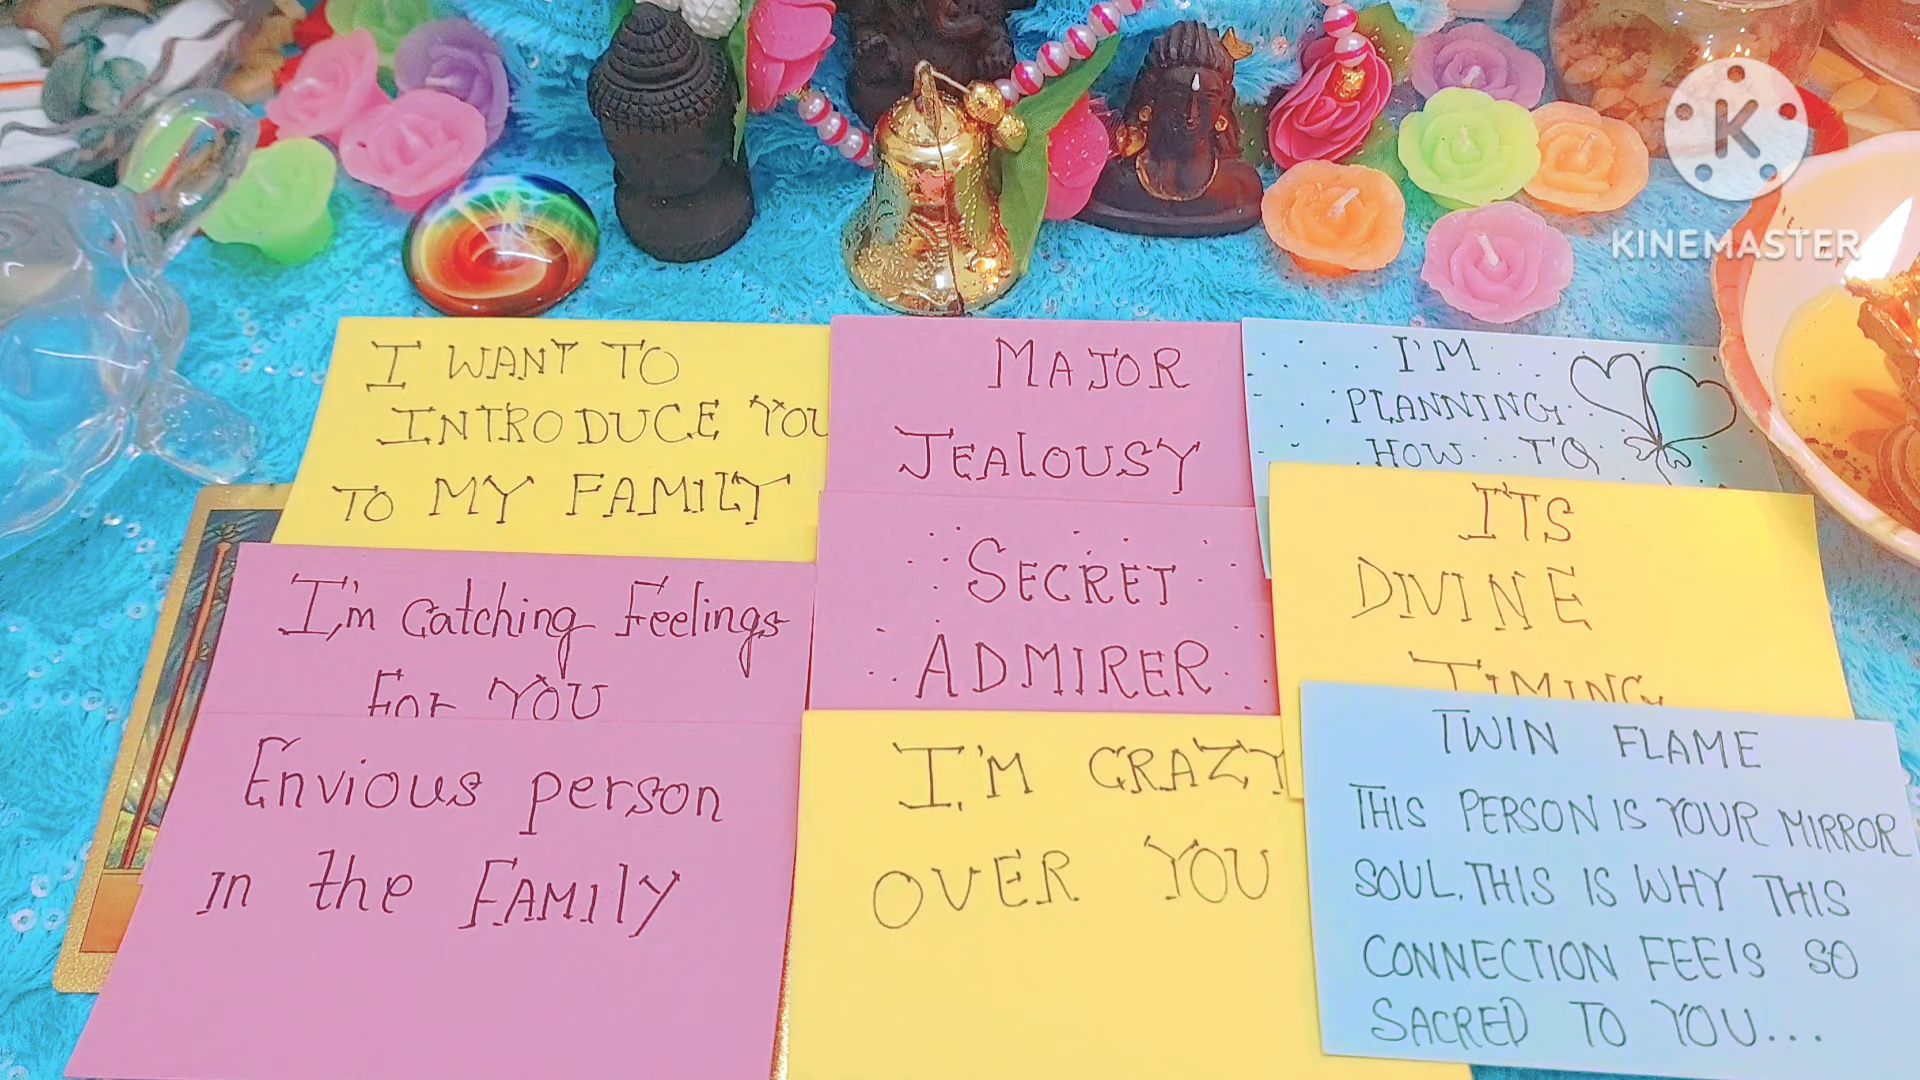 K
KINEMASTER
I WANT TO
INTRODUCE YOU
TO MY FAMILY
I'm catching Feelings
For YOU
Envious person
in the FAMIlY
MAJOR
JEAlOUSY
SECRET
ADMIRER
I'M CRAZY
OVER YOU
I'M
PLANNING
HOW TO
ITS
DIVINE
TIMING
TWIN FLAME
THIS PERSON IS YOUR MIRROR
SOUL. THIS IS WHY THIS
CONNECTION FEElS SO
SACRED TO YOU...